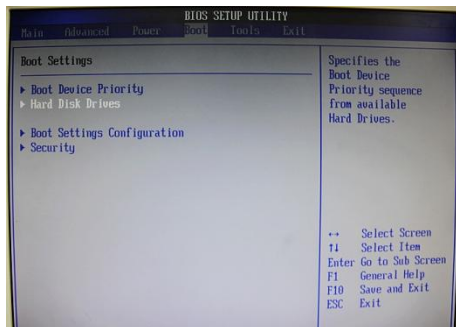 BIOS SETUP UTILITY
Main Advanced Power Boot Tools Exit
Boot Settings
Boot Device Priority
Hard Disk Drives
Boot Settings Configuration
Security
Specifies the
Boot Device
Priority sequence
from available
Hard Drives.
↔ Select Screen
↑↓ Select Item
Enter Go to Sub Screen
F1 General Help
F10 Save and Exit
ESC Exit